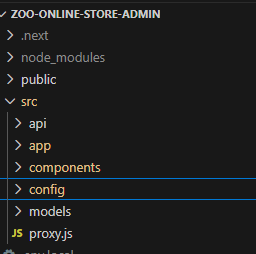 ZOO-ONLINE-STORE-ADMIN
.next
node_modules
public
src
api
app
components
config
models
JS proxy.js